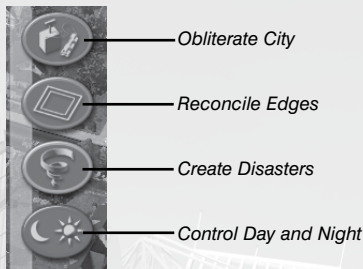 Obliterate City
Reconcile Edges
Create Disasters
Control Day and Night